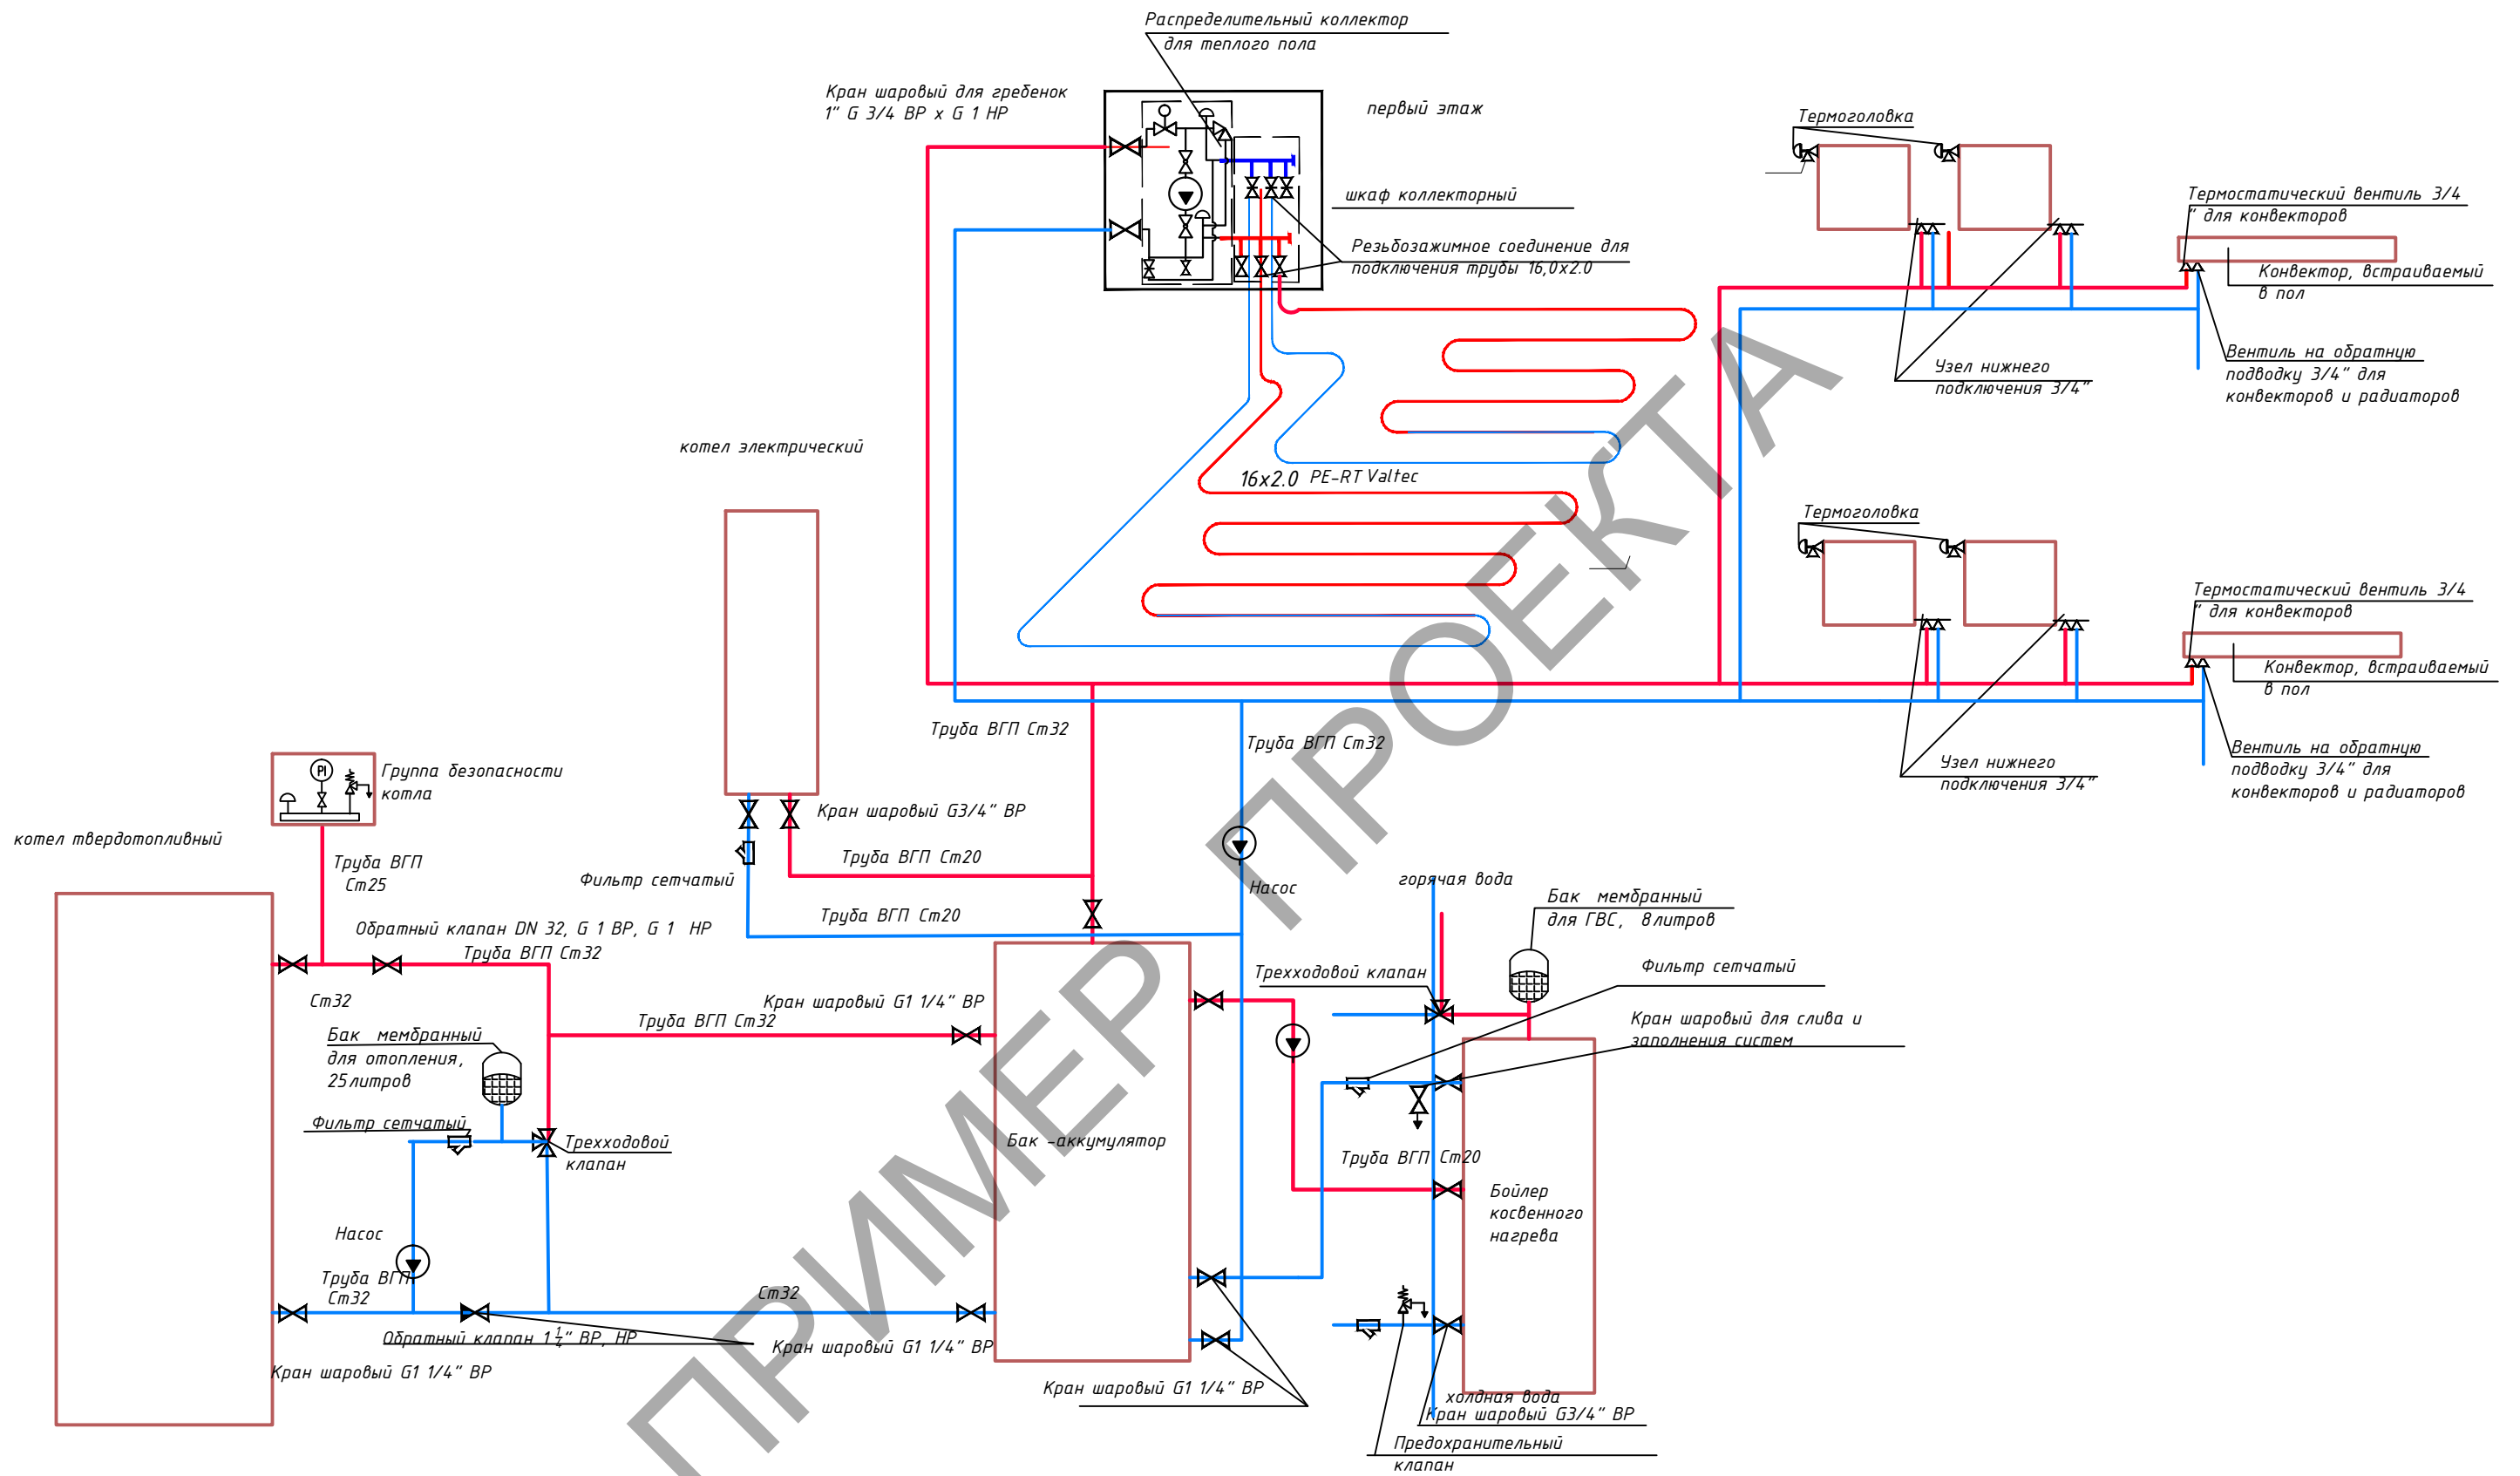 Распределительный коллектор
для теплого пола
Кран шаровый для гребенок
1" G 3/4 ВР х G 1 НР
первый этаж
шкаф коллекторный
Резьбозажимное соединение для
подключения трубы 16,0х2.0
Термоголовка
Термостатический вентиль 3/4
" для конвекторов
Конвектор, встраиваемый
в пол
Узел нижнего
подключения 3/4"
Вентиль на обратную
подводку 3/4" для
конвекторов и радиаторов
котел электрический
16х2.0 PE-RT Valtec
Термоголовка
Термостатический вентиль 3/4
" для конвекторов
Конвектор, встраиваемый
в пол
Узел нижнего
подключения 3/4"
Вентиль на обратную
подводку 3/4" для
конвекторов и радиаторов
Труба ВГП Ст32
Труба ВГП Ст32
PI
Группа безопасности
котла
Кран шаровый G3/4" ВР
котел твердотопливный
Труба ВГП
Ст25
Труба ВГП Ст20
Фильтр сетчатый
Труба ВГП Ст20
Насос
горячая вода
Бак мембранный
для ГВС, 8литров
Обратный клапан DN 32, G 1 ВР, G 1 НР
Труба ВГП Ст32
Трехходовой клапан
Фильтр сетчатый
Ст32
Кран шаровый G1 1/4" ВР
Труба ВГП Ст32
Кран шаровый для слива и
заполнения систем
Бак мембранный
для отопления,
25литров
Фильтр сетчатый
Трехходовой
клапан
Бак -аккумулятор
Труба ВГП Ст20
Бойлер
косвенного
нагрева
Насос
Труба ВГП
Ст32
Ст32
Обратный клапан 1 1/4" ВР, НР
Кран шаровый G1 1/4" ВР
Кран шаровый G1 1/4" ВР
Кран шаровый G1 1/4" ВР
холдная вода
Кран шаровый G3/4" ВР
Предохранительный
клапан
ПРИМЕР ПРОЕКТА